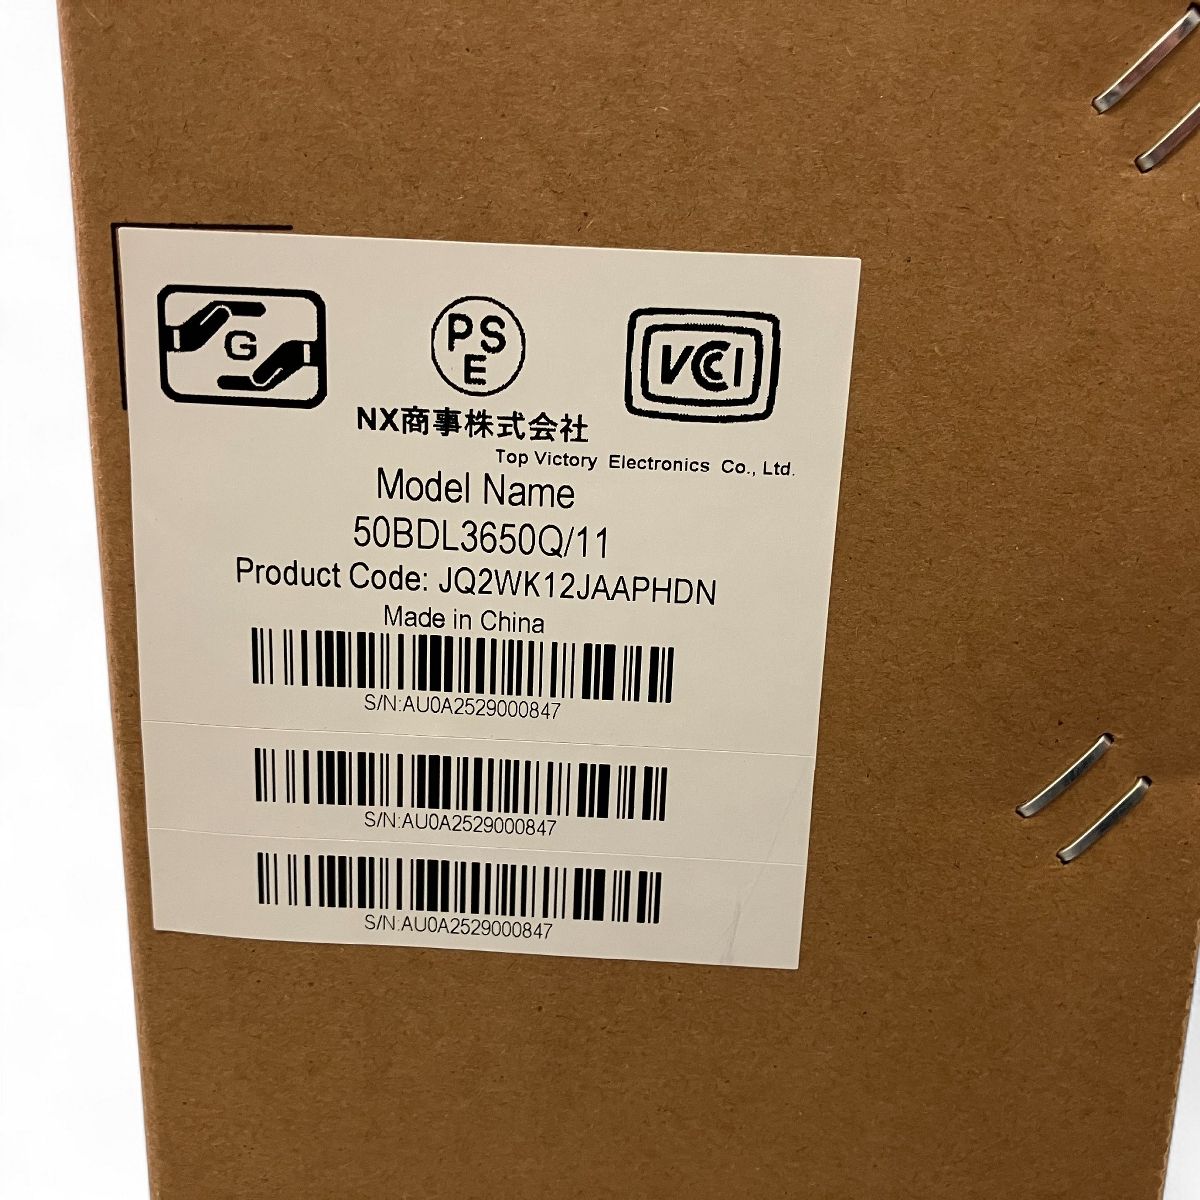 G
PS
E
VCCI
NX商事株式会社
Top Victory Electronics Co., Ltd.
Model Name
50BDL3650Q/11
Product Code: JQ2WK12JAAPHDN
Made in China
S/N:AU0A2529000847
S/N:AU0A2529000847
S/N:AU0A2529000847